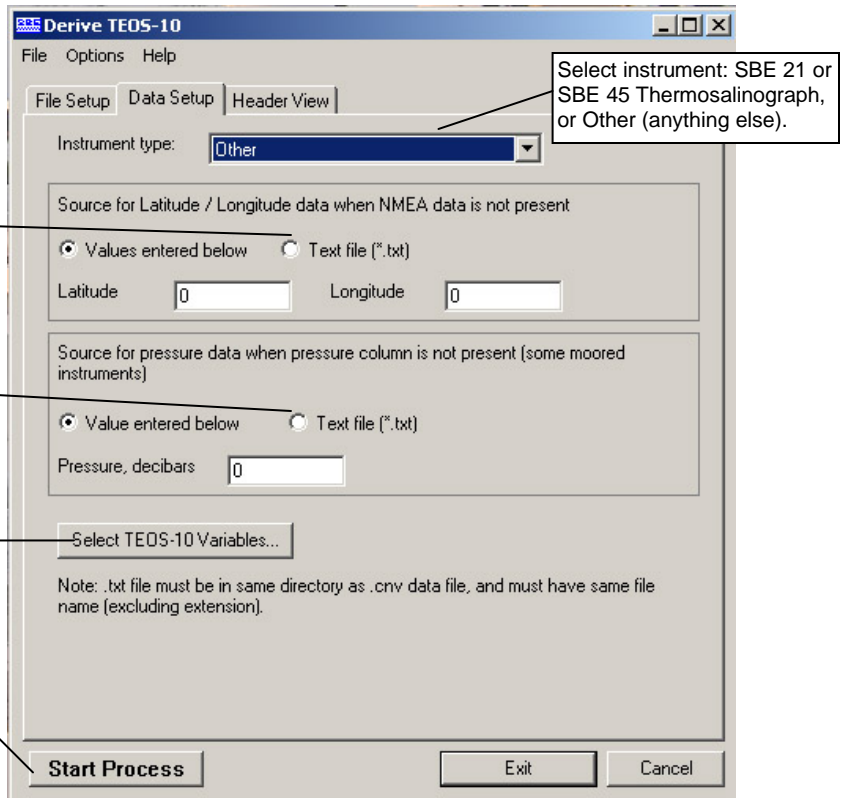 SBE Derive TEOS-10
File Options Help
Select instrument: SBE 21 or
SBE 45 Thermosalinograph,
or Other (anything else).
File Setup Data Setup Header View
Instrument type: Other
Source for Latitude / Longitude data when NMEA data is not present
Values entered below Text file (*.txt)
Latitude 0 Longitude 0
Source for pressure data when pressure column is not present (some moored
instruments)
Value entered below Text file (*.txt)
Pressure, decibars 0
Select TEOS-10 Variables...
Note: .txt file must be in same directory as .cnv data file, and must have same file
name (excluding extension).
Start Process Exit Cancel